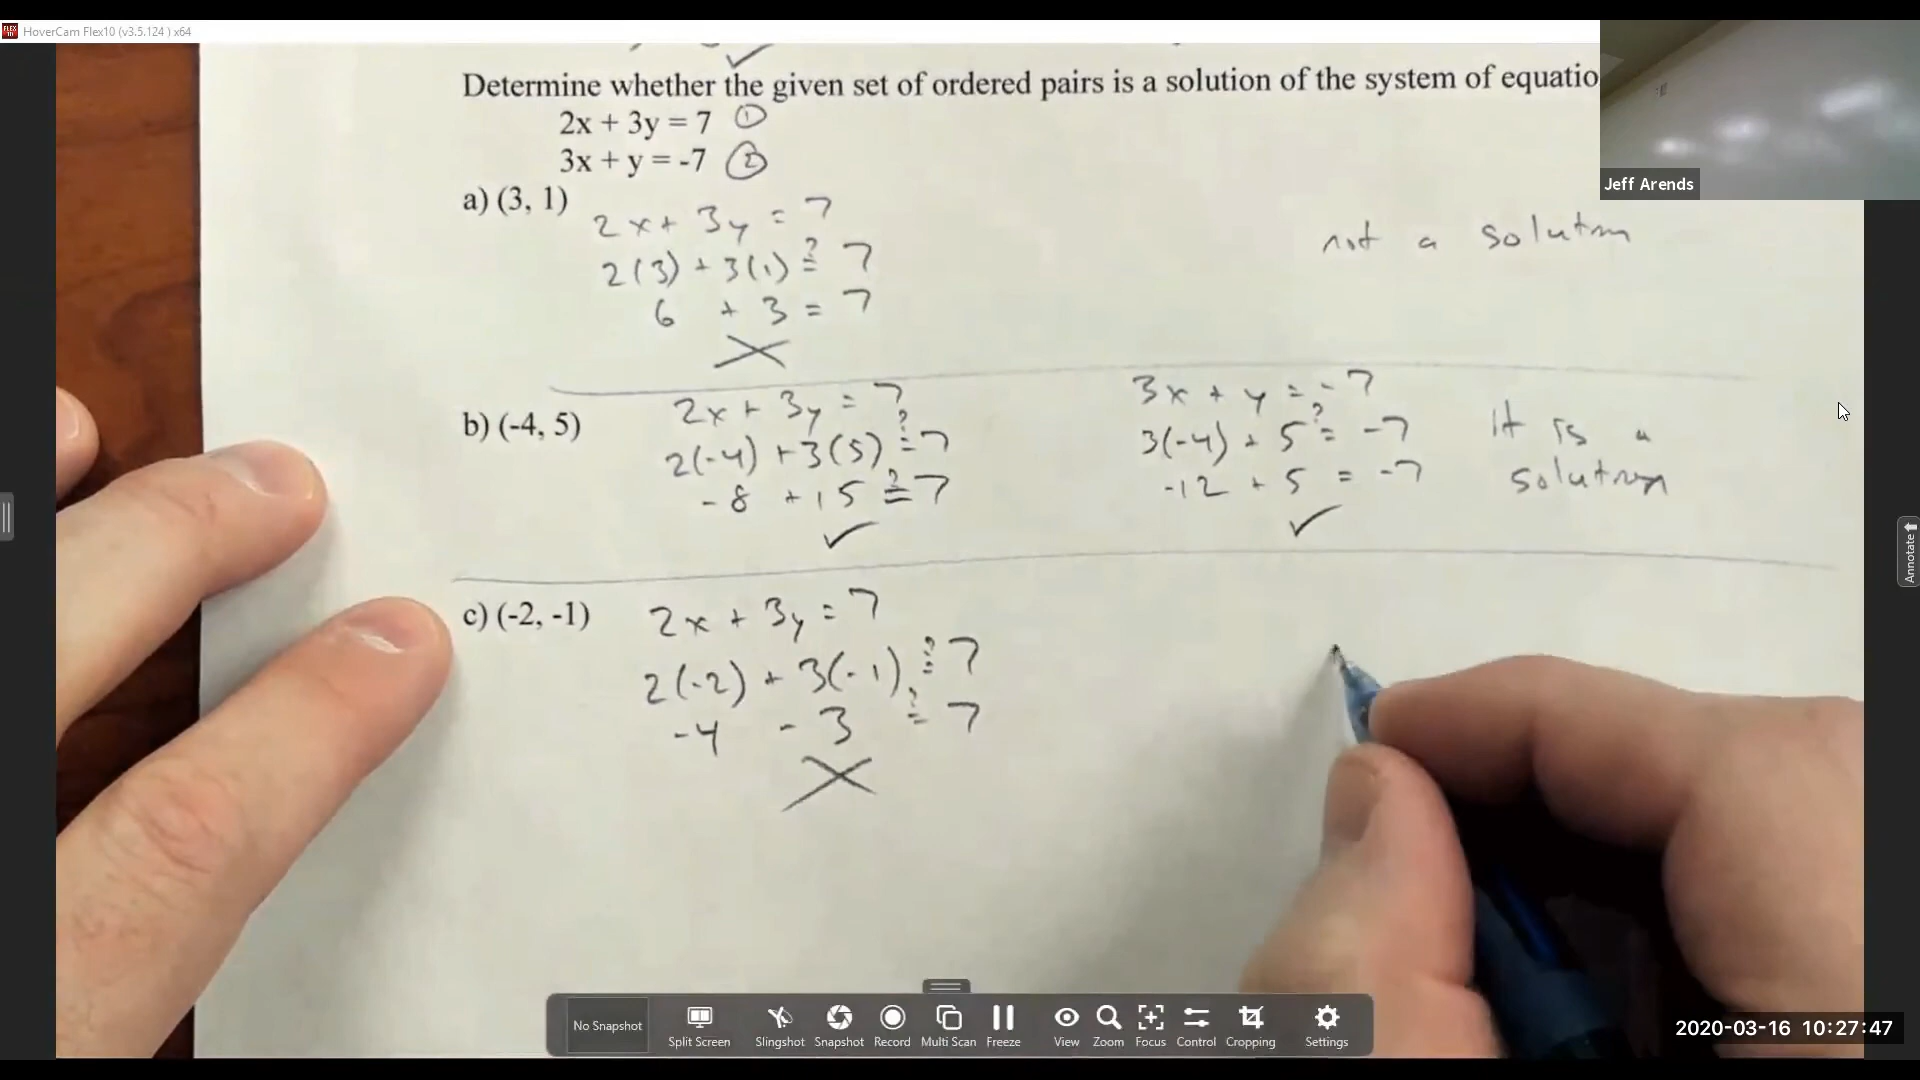 HoverCam Flex10 (v3.5.124 ) x64
Determine whether the given set of ordered pairs is a solution of the system of equatio
2x + 3y = 7 ①
3x + y = -7 ②
a) (3, 1)
2x + 3y = 7
2(3) + 3(1) ≟ 7
6 + 3 = 7
not a solution
b) (-4, 5)
2x + 3y = 7
2(-4) + 3(5) ≟ 7
-8 + 15 ≟ 7
✓
3x + y = -7
3(-4) + 5 ≟ -7
-12 + 5 = -7
✓
it is a
solution
c) (-2, -1)
2x + 3y = 7
2(-2) + 3(-1) ≟ 7
-4 - 3 ≟ 7
Jeff Arends
Annotate
No Snapshot
Split Screen
Slingshot
Snapshot
Record
Multi Scan
Freeze
View
Zoom
Focus
Control
Cropping
Settings
2020-03-16 10:27:47